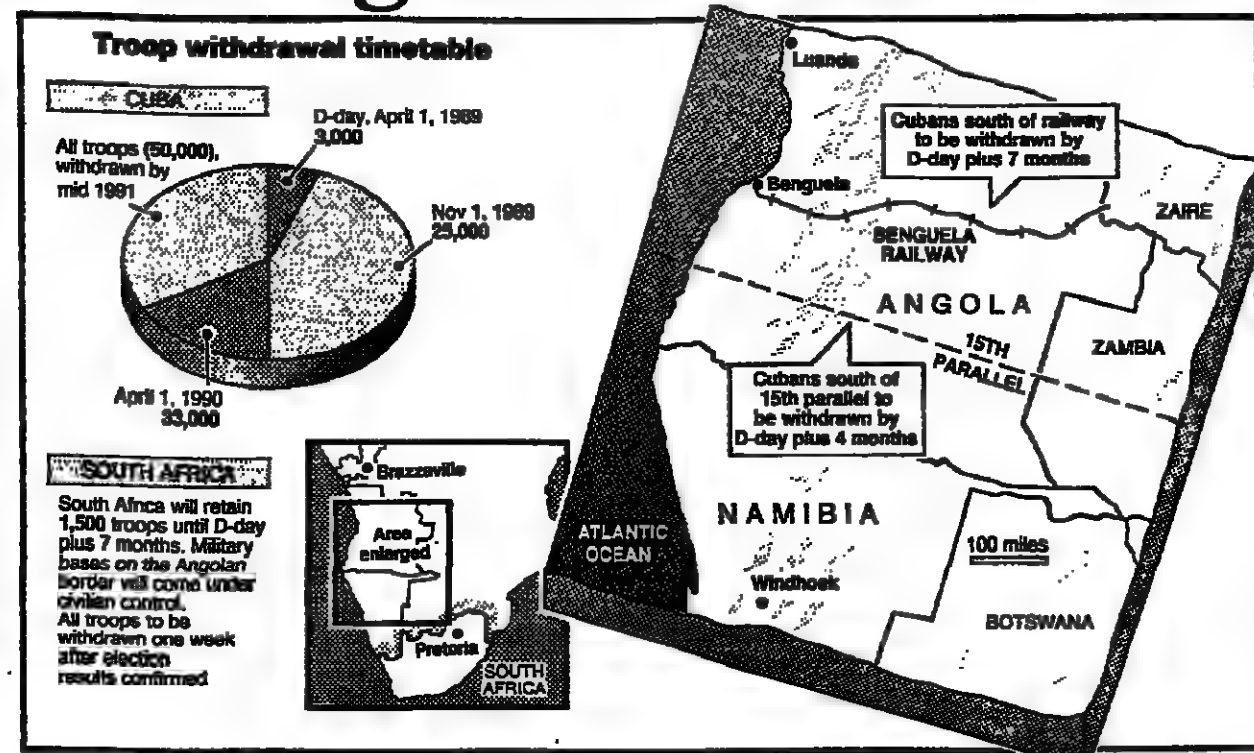 Troop withdrawal timetable
CUBA
D-day, April 1, 1989
3,000
All troops (50,000),
withdrawn by
mid 1991
Nov 1, 1989
25,000
April 1, 1990
33,000
SOUTH AFRICA
South Africa will retain
1,500 troops until D-day
plus 7 months. Military
bases on the Angolan
border will come under
civilian control.
All troops to be
withdrawn one week
after election
results confirmed
Brazzaville
Area
enlarged
Pretoria
SOUTH
AFRICA
Luanda
Cubans south of railway
to be withdrawn by
D-day plus 7 months
Benguela
ZAIRE
BENGUELA
RAILWAY
ANGOLA
15TH
PARALLEL
ZAMBIA
Cubans south of
15th parallel to
be withdrawn by
D-day plus 4 months
NAMIBIA
ATLANTIC
OCEAN
100 miles
Windhoek
BOTSWANA